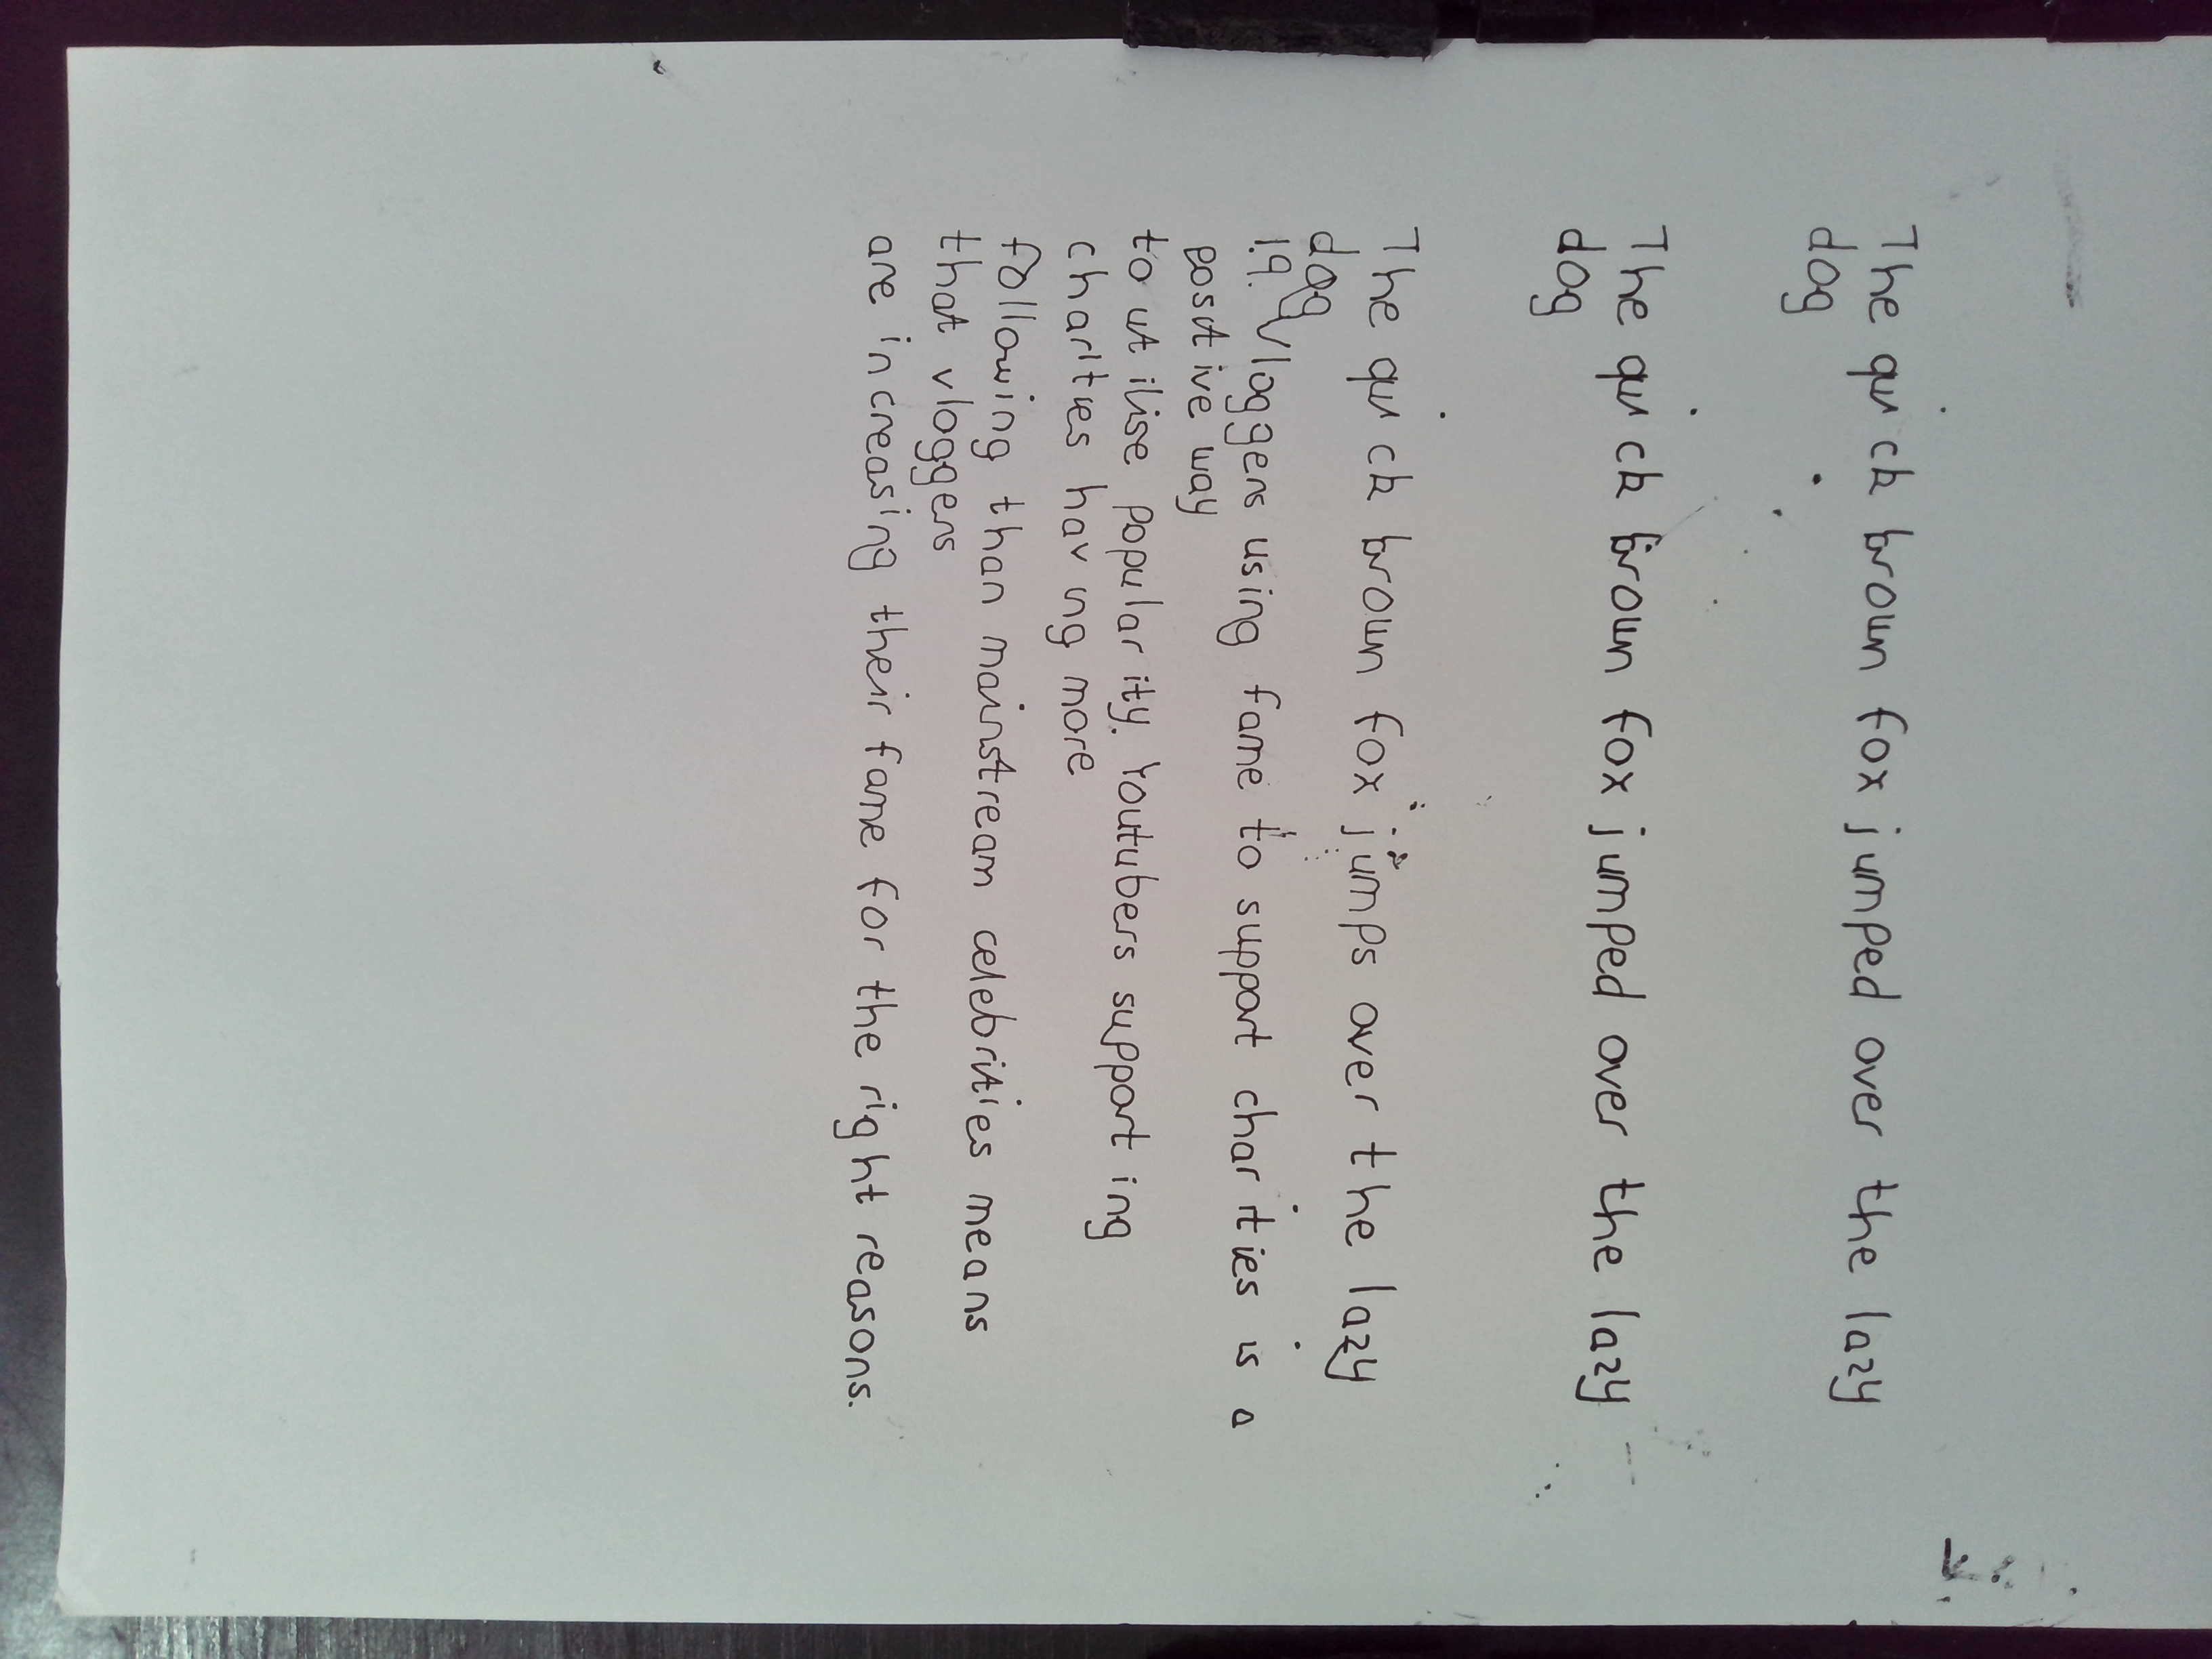 The quick brown fox jumped over the lazy
dog
The quick brown fox jumped over the lazy
dog
The quick brown fox jumps over the lazy
dog
19. Vloggers using fame to support charities is a
positive way
to utilise popularity. Youtubers supporting
charities having more
following than mainstream celebrities means
that vloggers
are increasing their fame for the right reasons.